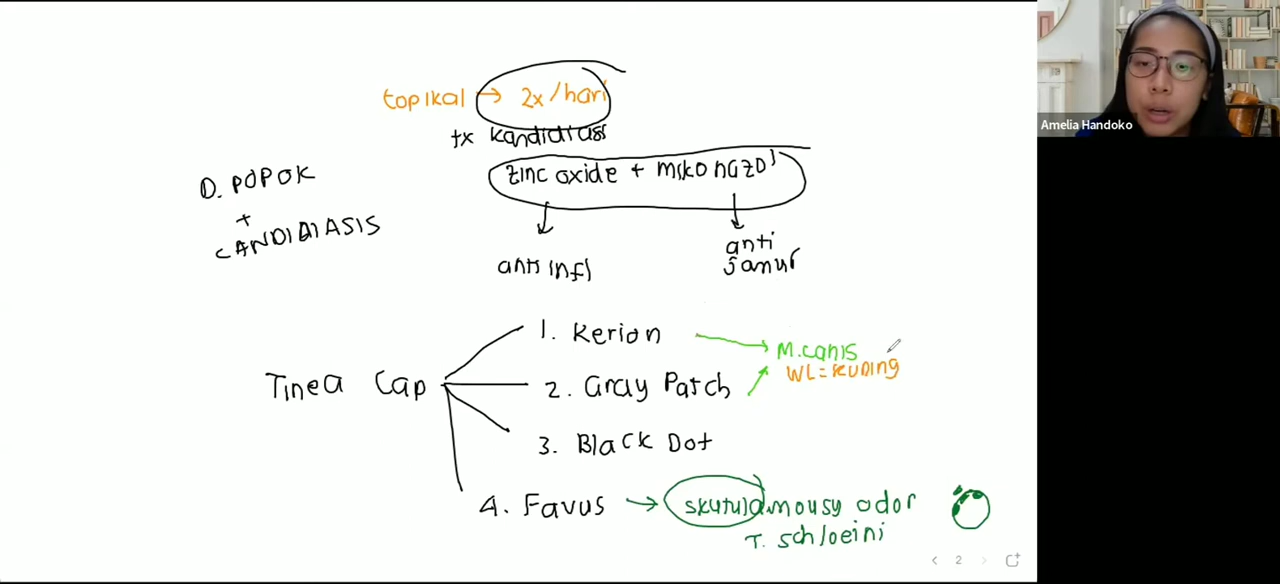 topikal → 2x/hari
tx kandidiasis
zinc oxide + mikonazol
D. POPOK
+
CANDIDIASIS
anti infl
anti
jamur
Tinea Cap
1. Kerion
M. canis
WL = kuning
2. Gray Patch
3. Black Dot
4. Favus → skutula mousy odor
T. schloeini
2
Amelia Handoko